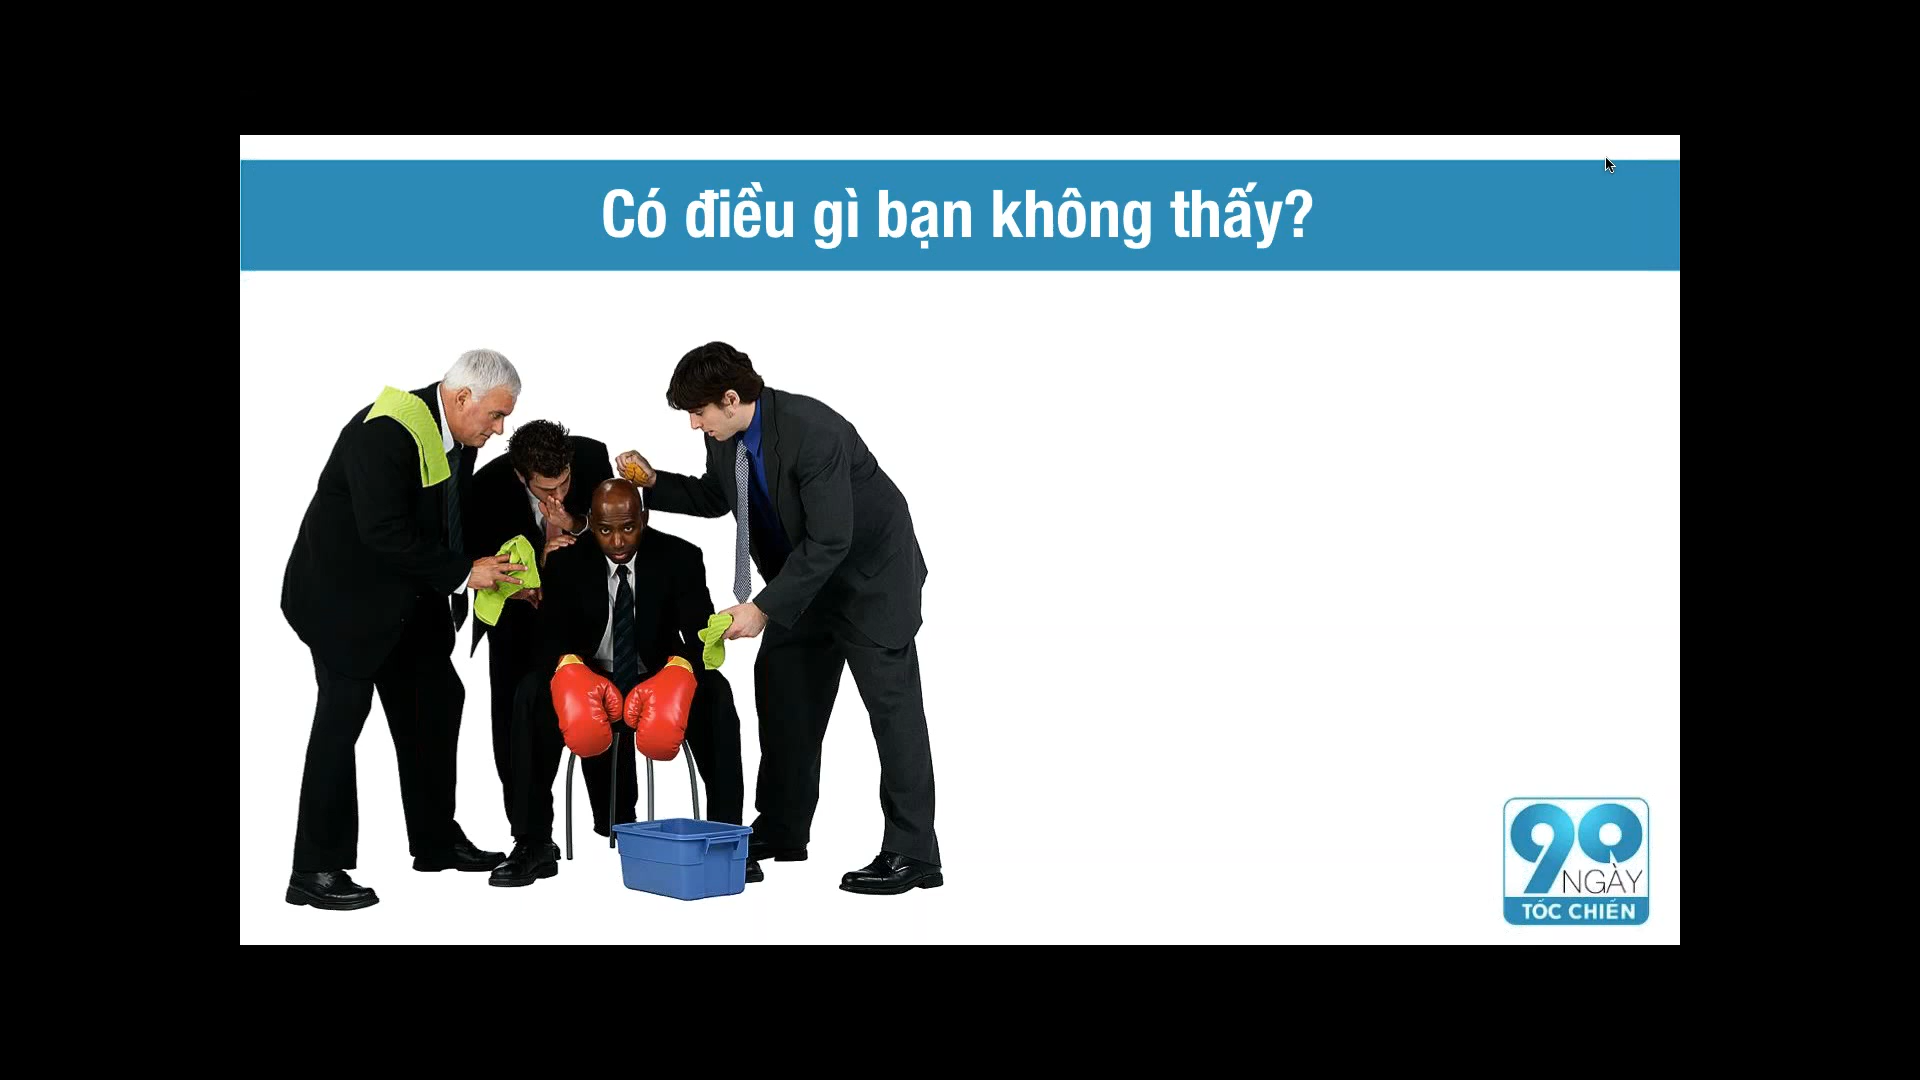 Có điều gì bạn không thấy?
90
NGÀY
TỐC CHIẾN